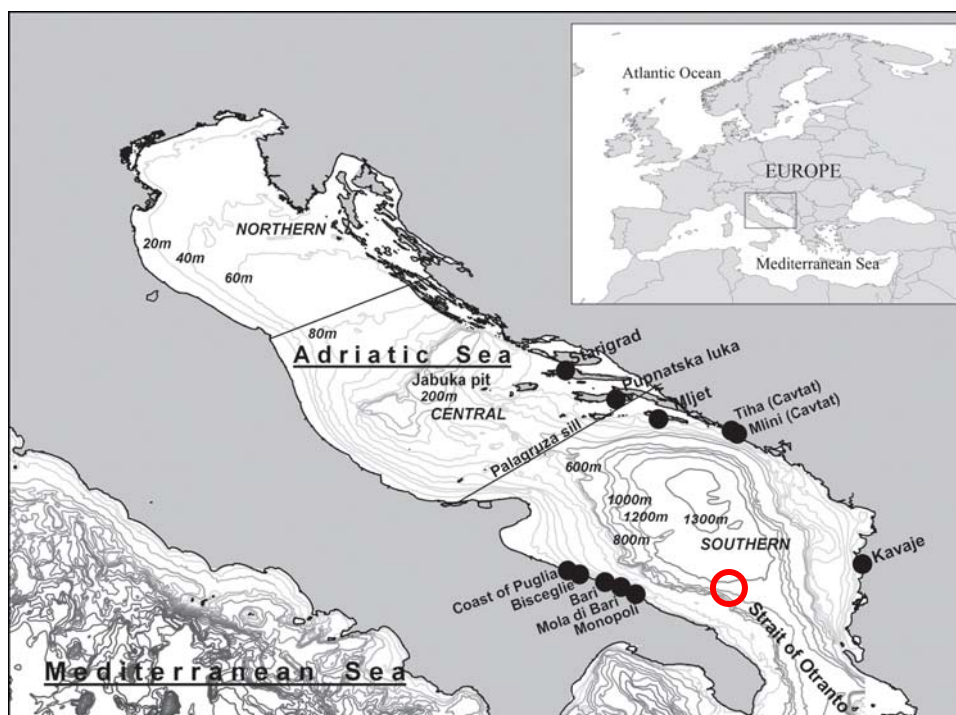 Atlantic Ocean
EUROPE
Mediterranean Sea
NORTHERN
20m
40m
60m
80m
Adriatic Sea
Jabuka pit
200m
CENTRAL
Starigrad
Pupnatska luka
Mljet
Tiha (Cavtat)
Mlini (Cavtat)
Palagruza sill
600m
1000m
1200m
1300m
800m
SOUTHERN
Kavaje
Coast of Puglia
Bisceglie
Bari
Mola di Bari
Monopoli
Strait of Otranto
Mediterranean Sea